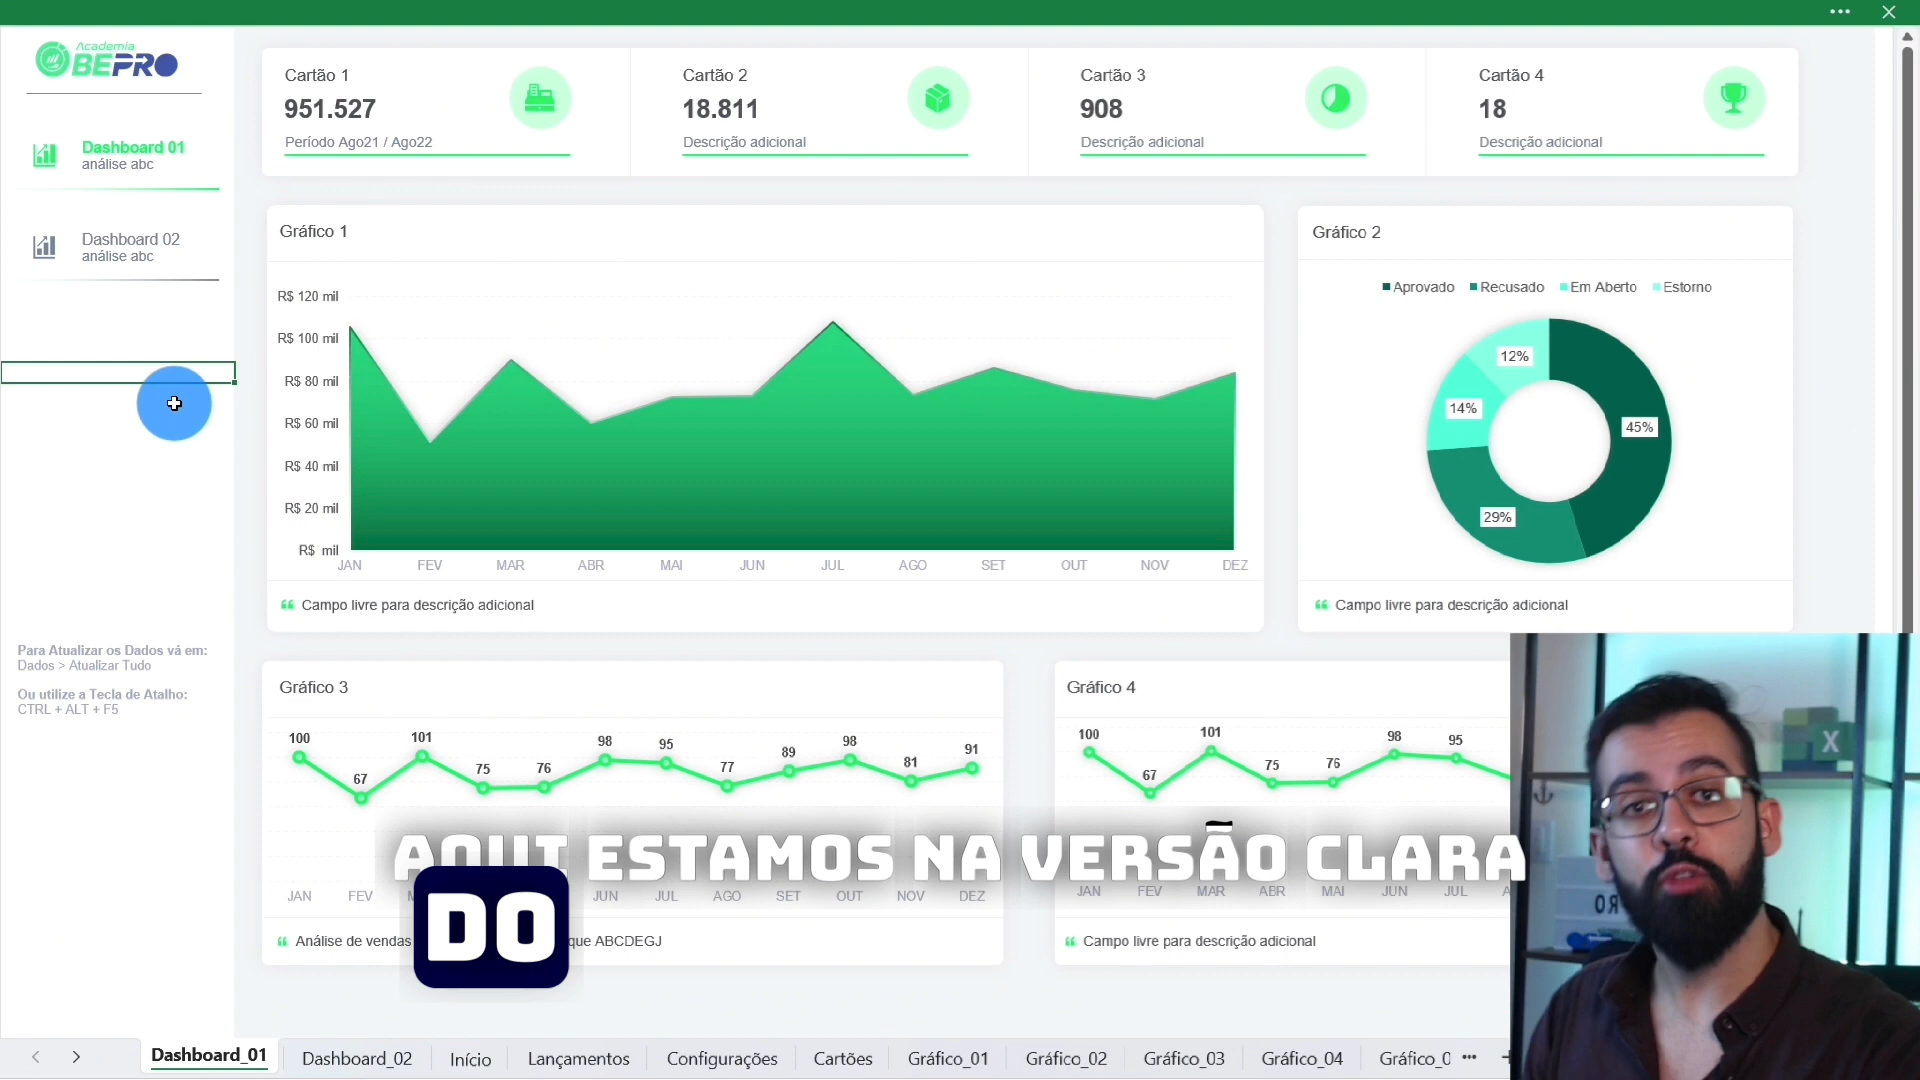 Academia
BEPRO
Dashboard 01
análise abc
Dashboard 02
análise abc
Para Atualizar os Dados vá em:
Dados > Atualizar Tudo
Ou utilize a Tecla de Atalho:
CTRL + ALT + F5
Cartão 1
951.527
Período Ago21 / Ago22
Cartão 2
18.811
Descrição adicional
Cartão 3
908
Descrição adicional
Cartão 4
18
Descrição adicional
Gráfico 1
R$ 120 mil
R$ 100 mil
R$ 80 mil
R$ 60 mil
R$ 40 mil
R$ 20 mil
R$ mil
JAN FEV MAR ABR MAI JUN JUL AGO SET OUT NOV DEZ
Campo livre para descrição adicional
Gráfico 2
Aprovado Recusado Em Aberto Estorno
12%
14%
45%
29%
Campo livre para descrição adicional
Gráfico 3
100 67 101 75 76 98 95 77 89 98 81 91
JAN FEV JUN JUL AGO SET OUT NOV DEZ
Análise de vendas que ABCDEGJ
Gráfico 4
100 67 101 75 76 98 95
JAN FEV MAR ABR MAI JUN JUL
Campo livre para descrição adicional
AQUI ESTAMOS NA VERSÃO CLARA
DO
X
Dashboard_01 Dashboard_02 Início Lançamentos Configurações Cartões Gráfico_01 Gráfico_02 Gráfico_03 Gráfico_04 Gráfico_0